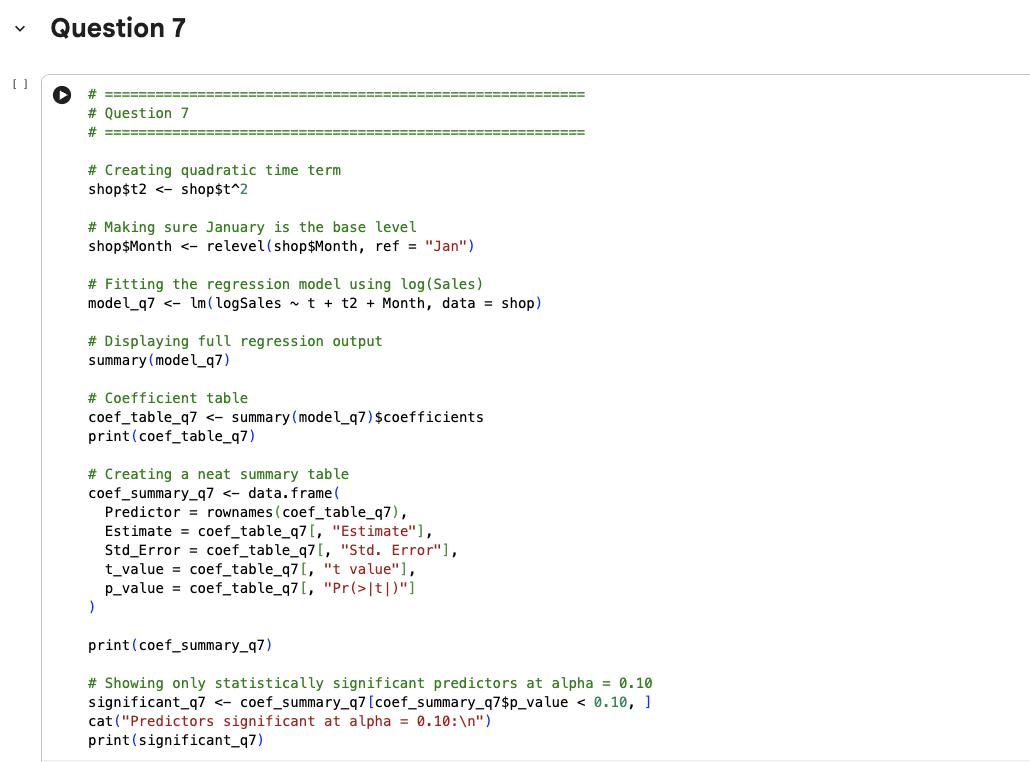 Question 7
[ ]
# =========================================================
# Question 7
# =========================================================
# Creating quadratic time term
shop$t2 <- shop$t^2
# Making sure January is the base level
shop$Month <- relevel(shop$Month, ref = "Jan")
# Fitting the regression model using log(Sales)
model_q7 <- lm(logSales ~ t + t2 + Month, data = shop)
# Displaying full regression output
summary(model_q7)
# Coefficient table
coef_table_q7 <- summary(model_q7)$coefficients
print(coef_table_q7)
# Creating a neat summary table
coef_summary_q7 <- data.frame(
  Predictor = rownames(coef_table_q7),
  Estimate = coef_table_q7[, "Estimate"],
  Std_Error = coef_table_q7[, "Std. Error"],
  t_value = coef_table_q7[, "t value"],
  p_value = coef_table_q7[, "Pr(>|t|)"]
)
print(coef_summary_q7)
# Showing only statistically significant predictors at alpha = 0.10
significant_q7 <- coef_summary_q7[coef_summary_q7$p_value < 0.10, ]
cat("Predictors significant at alpha = 0.10:\n")
print(significant_q7)